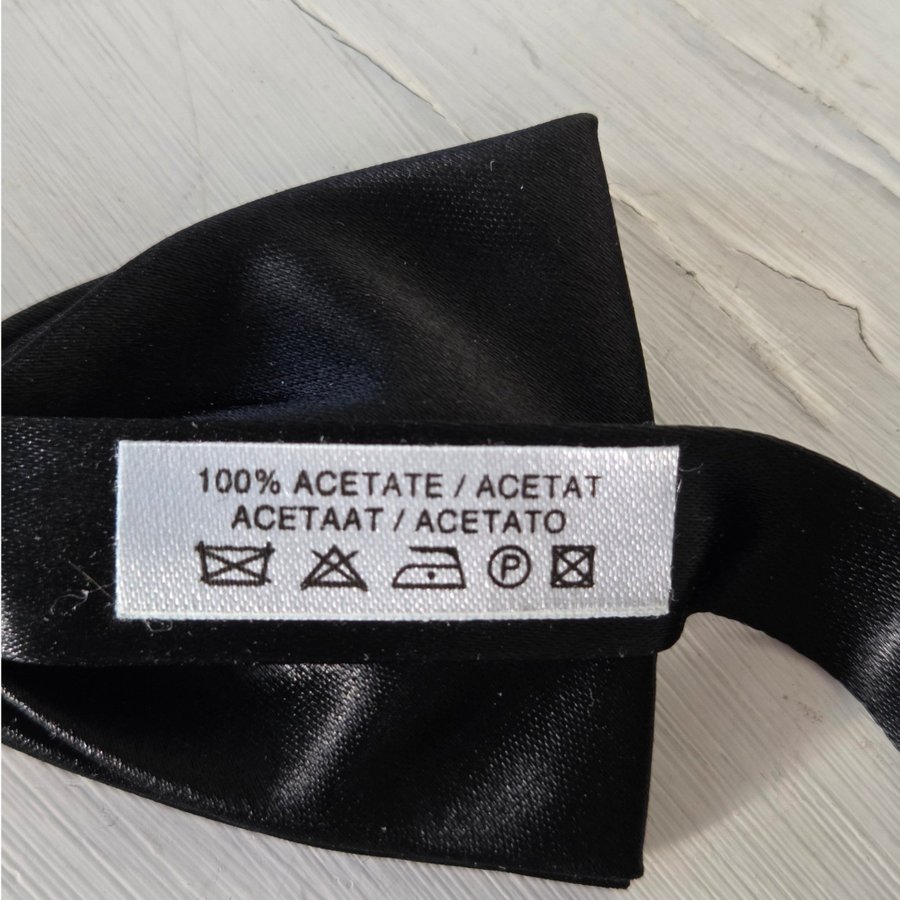 100% ACETATE / ACETAT
ACETAAT / ACETATO
P